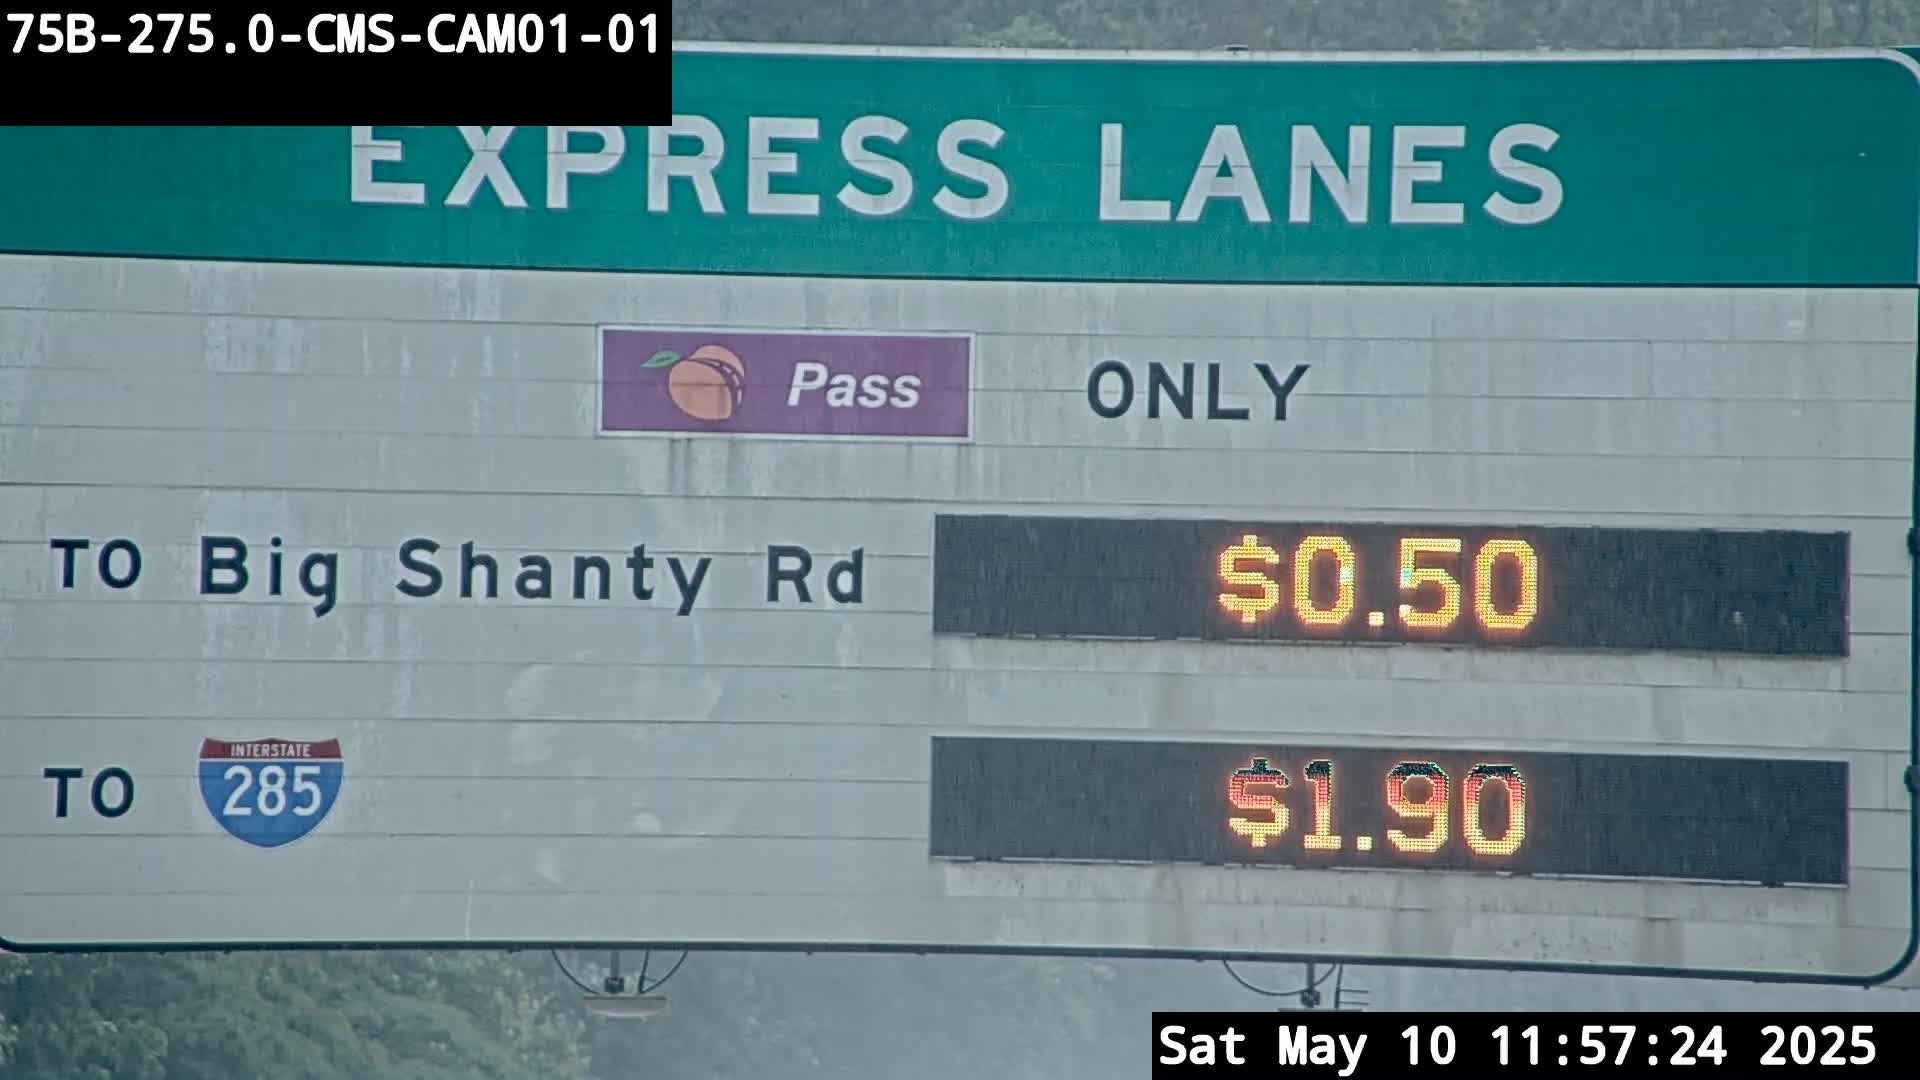 75B-275.0-CMS-CAM01-01
EXPRESS LANES
Pass ONLY
TO Big Shanty Rd $0.50
INTERSTATE
TO 285 $1.90
Sat May 10 11:57:24 2025